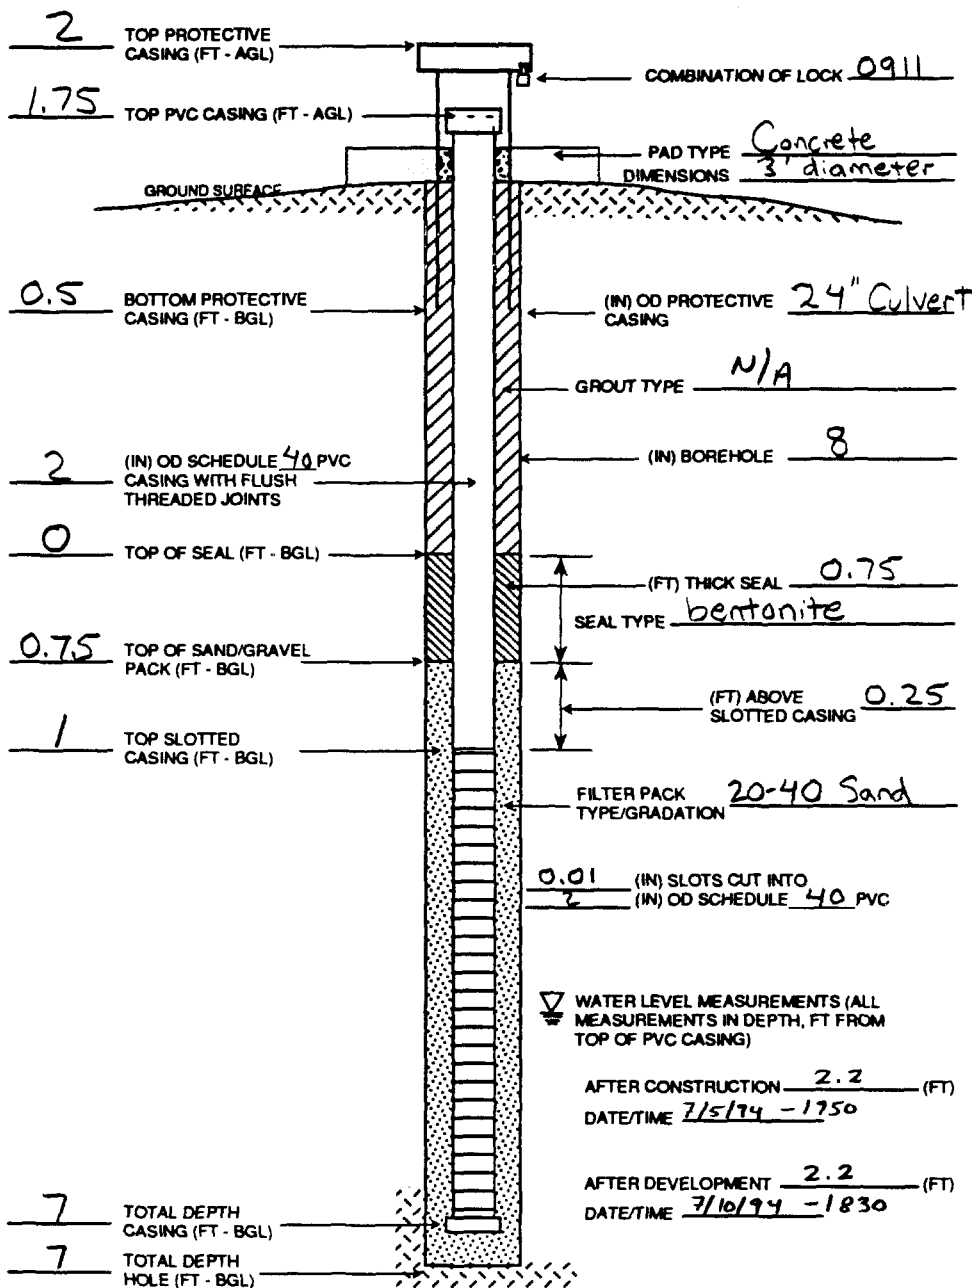 2 TOP PROTECTIVE
CASING (FT - AGL)
COMBINATION OF LOCK 0911
1.75 TOP PVC CASING (FT - AGL)
PAD TYPE Concrete
DIMENSIONS 3' diameter
GROUND SURFACE
0.5 BOTTOM PROTECTIVE
CASING (FT - BGL)
(IN) OD PROTECTIVE 24" Culvert
CASING
GROUT TYPE N/A
2 (IN) OD SCHEDULE 40 PVC
CASING WITH FLUSH
THREADED JOINTS
(IN) BOREHOLE 8
0 TOP OF SEAL (FT - BGL)
(FT) THICK SEAL 0.75
SEAL TYPE bentonite
0.75 TOP OF SAND/GRAVEL
PACK (FT - BGL)
(FT) ABOVE
SLOTTED CASING 0.25
1 TOP SLOTTED
CASING (FT - BGL)
FILTER PACK 20-40 Sand
TYPE/GRADATION
0.01 (IN) SLOTS CUT INTO
2 (IN) OD SCHEDULE 40 PVC
WATER LEVEL MEASUREMENTS (ALL
MEASUREMENTS IN DEPTH, FT FROM
TOP OF PVC CASING)
AFTER CONSTRUCTION 2.2 (FT)
DATE/TIME 7/5/94 - 1750
AFTER DEVELOPMENT 2.2 (FT)
DATE/TIME 7/10/94 - 1830
7 TOTAL DEPTH
CASING (FT - BGL)
7 TOTAL DEPTH
HOLE (FT - BGL)